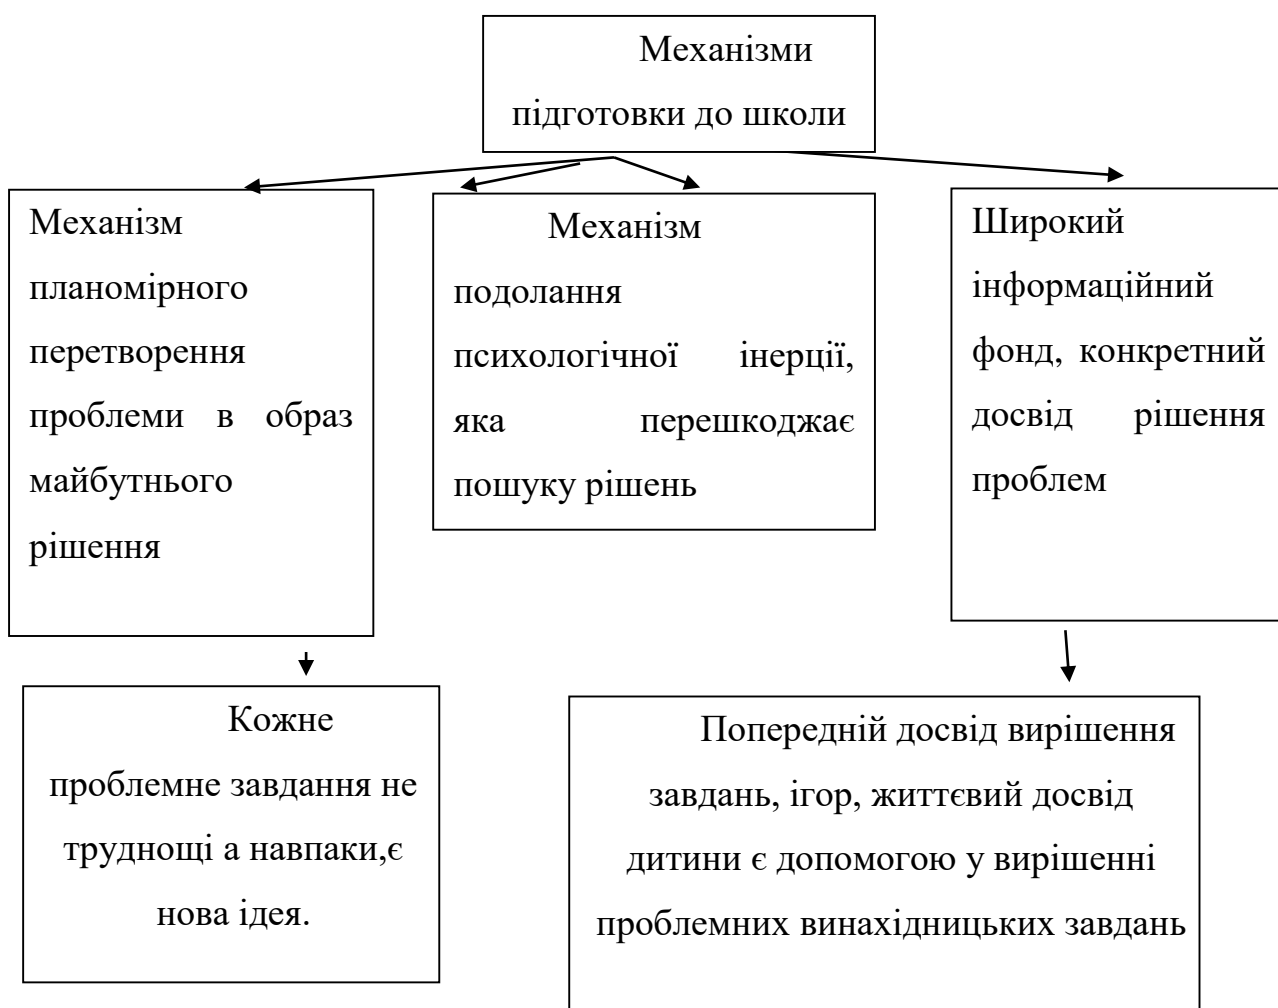 Механізми
підготовки до школи
Механізм
планомірного
перетворення
проблеми в образ
майбутнього
рішення
Механізм
подолання
психологічної інерції,
яка перешкоджає
пошуку рішень
Широкий
інформаційний
фонд, конкретний
досвід рішення
проблем
Кожне
проблемне завдання не
труднощі а навпаки,є
нова ідея.
Попередній досвід вирішення
завдань, ігор, життєвий досвід
дитини є допомогою у вирішенні
проблемних винахідницьких завдань